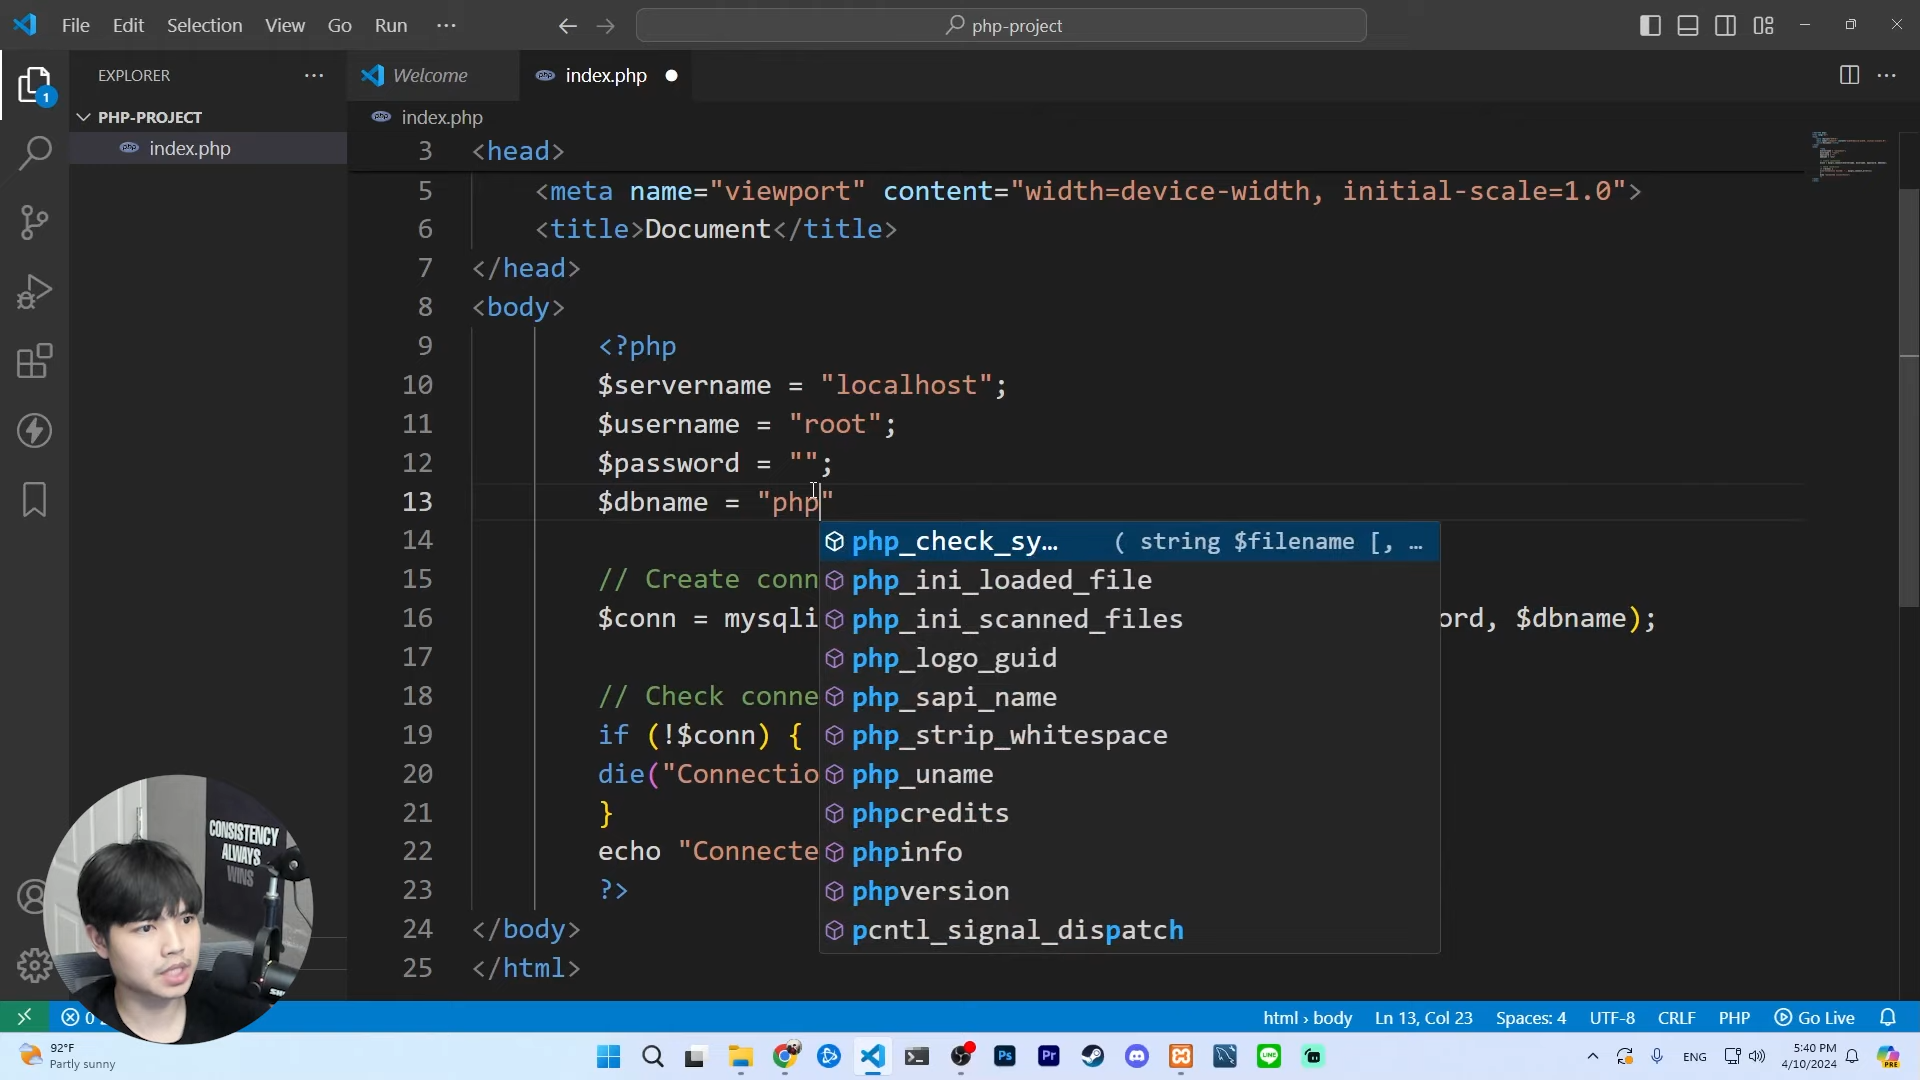 File Edit Selection View Go Run ···
php-project
EXPLORER ···
Welcome
index.php
1
PHP-PROJECT
index.php
index.php
3 <head>
5 <meta name="viewport" content="width=device-width, initial-scale=1.0">
6 <title>Document</title>
7 </head>
8 <body>
9 <?php
10 $servername = "localhost";
11 $username = "root";
12 $password = "";
13 $dbname = "php"
14
php_check_sy... ( string $filename [, …
15 // Create conn
php_ini_loaded_file
16 $conn = mysqli
php_ini_scanned_files
ord, $dbname);
17
php_logo_guid
18 // Check conne
php_sapi_name
19 if (!$conn) {
php_strip_whitespace
20 die("Connectio
php_uname
21 }
phpcredits
22 echo "Connecte
phpinfo
23 ?>
phpversion
24 </body>
pcntl_signal_dispatch
25 </html>
CONSISTENCY
ALWAYS
WINS
html › body Ln 13, Col 23 Spaces: 4 UTF-8 CRLF PHP Go Live
92°F
Partly sunny
Ps
Pr
LINE
ENG
5:40 PM
4/10/2024
PRE